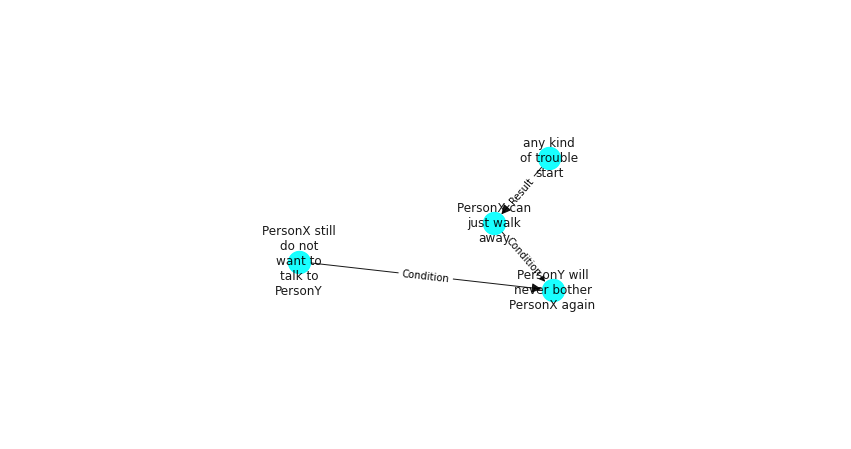 any kind
of trouble
start
Result
PersonX can
just walk
away
Condition
PersonX still
do not
want to
talk to
PersonY
Condition
PersonY will
never bother
PersonX again